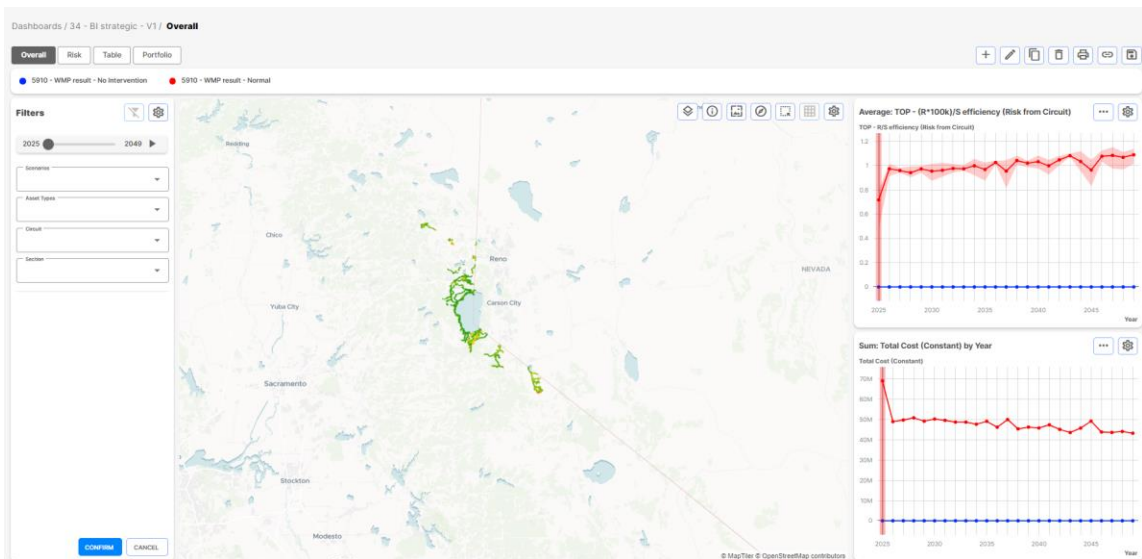 Dashboards / 34 - BI strategic - V1 / Overall
Overall Risk Table Portfolio
5910 - WMP result - No Intervention 5910 - WMP result - Normal
Filters
2025 2049
Scenarios
Asset Types
Circuit
Section
CONFIRM CANCEL
Redding
Chico
Reno
NEVADA
Yuba City
Carson City
Sacramento
Stockton
Modesto
© MapTiler © OpenStreetMap contributors
Average: TOP - (R*100k)/S efficiency (Risk from Circuit)
TOP - R/S efficiency (Risk from Circuit)
1.2
1
0.8
0.6
0.4
0.2
0
2025 2030 2035 2040 2045
Year
Sum: Total Cost (Constant) by Year
Total Cost (Constant)
70M
60M
50M
40M
30M
20M
10M
0
2025 2030 2035 2040 2045
Year